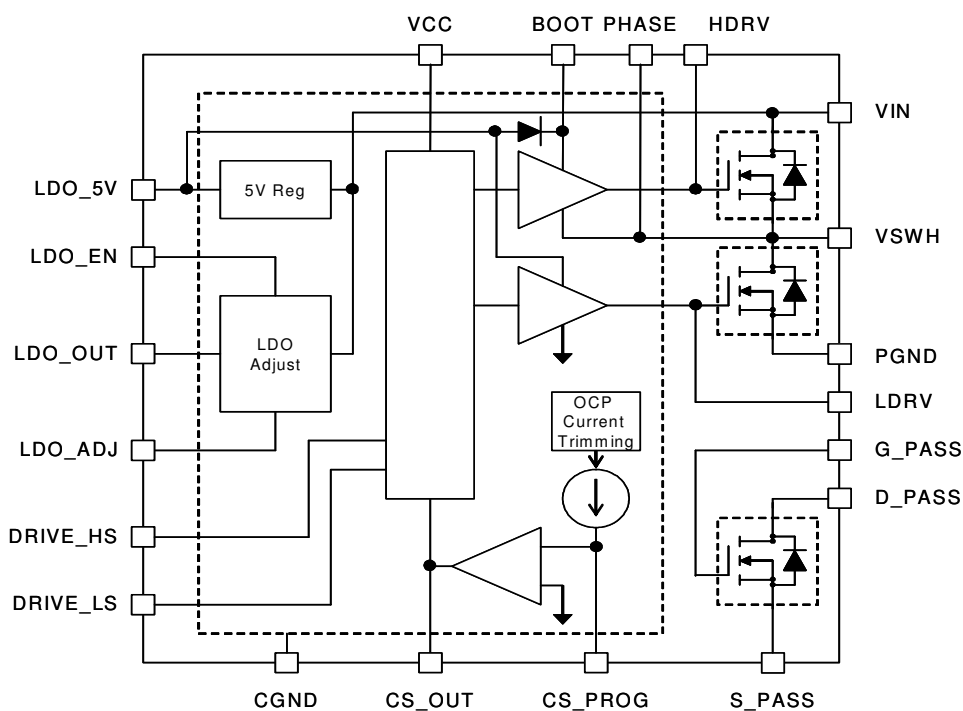 VCC
BOOT PHASE
HDRV
VIN
LDO_5V
5V Reg
VSWH
LDO_EN
LDO_OUT
LDO
Adjust
PGND
LDRV
OCP
Current
Trimming
LDO_ADJ
G_PASS
D_PASS
DRIVE_HS
DRIVE_LS
CGND
CS_OUT
CS_PROG
S_PASS